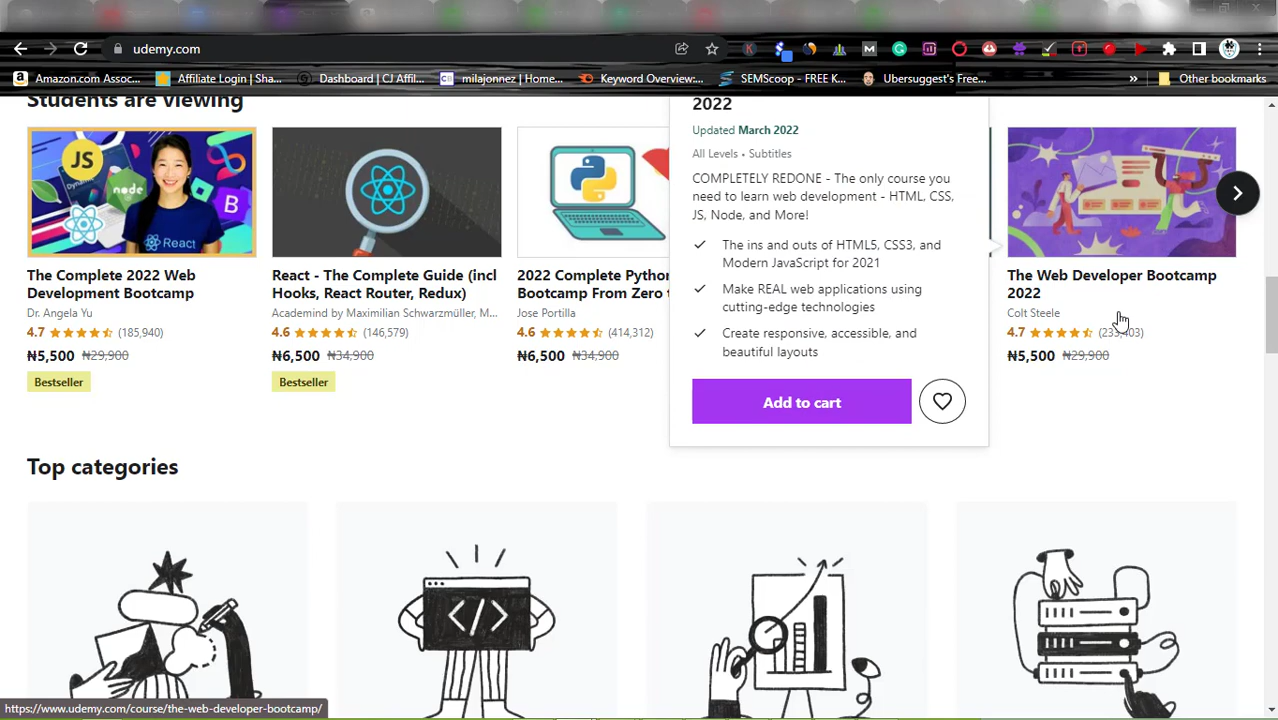 udemy.com
Amazon.com Assoc...
Affiliate Login | Sha...
Dashboard | CJ Affil...
milajonnez | Home...
Keyword Overview:...
SEMScoop - FREE K...
Ubersuggest's Free...
»
Other bookmarks
Students are viewing
JS
node
React
B
The Complete 2022 Web
Development Bootcamp
Dr. Angela Yu
4.7 (185,940)
₦5,500 ₦29,900
Bestseller
React - The Complete Guide (incl
Hooks, React Router, Redux)
Academind by Maximilian Schwarzmüller, M...
4.6 (146,579)
₦6,500 ₦34,900
Bestseller
2022 Complete Python
Bootcamp From Zero t
Jose Portilla
4.6 (414,312)
₦6,500 ₦34,900
2022
Updated March 2022
All Levels • Subtitles
COMPLETELY REDONE - The only course you
need to learn web development - HTML, CSS,
JS, Node, and More!
The ins and outs of HTML5, CSS3, and
Modern JavaScript for 2021
Make REAL web applications using
cutting-edge technologies
Create responsive, accessible, and
beautiful layouts
Add to cart
The Web Developer Bootcamp
2022
Colt Steele
4.7
₦5,500 ₦29,900
Top categories
</>
https://www.udemy.com/course/the-web-developer-bootcamp/